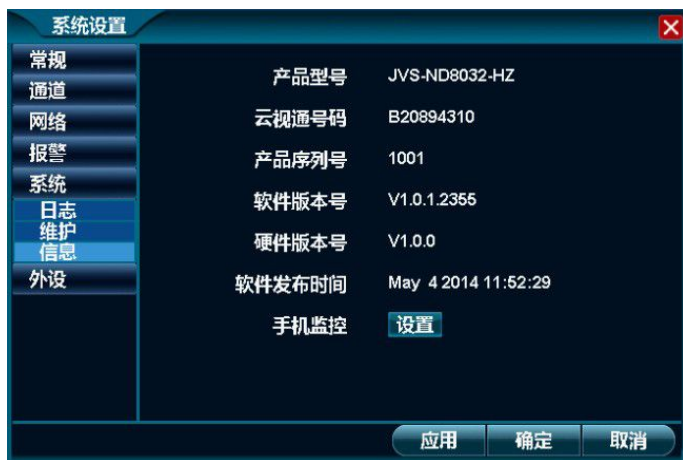 系统设置
常规
通道
网络
报警
系统
日志
维护
信息
外设
产品型号 JVS-ND8032-HZ
云视通号码 B20894310
产品序列号 1001
软件版本号 V1.0.1.2355
硬件版本号 V1.0.0
软件发布时间 May 4 2014 11:52:29
手机监控 设置
应用 确定 取消